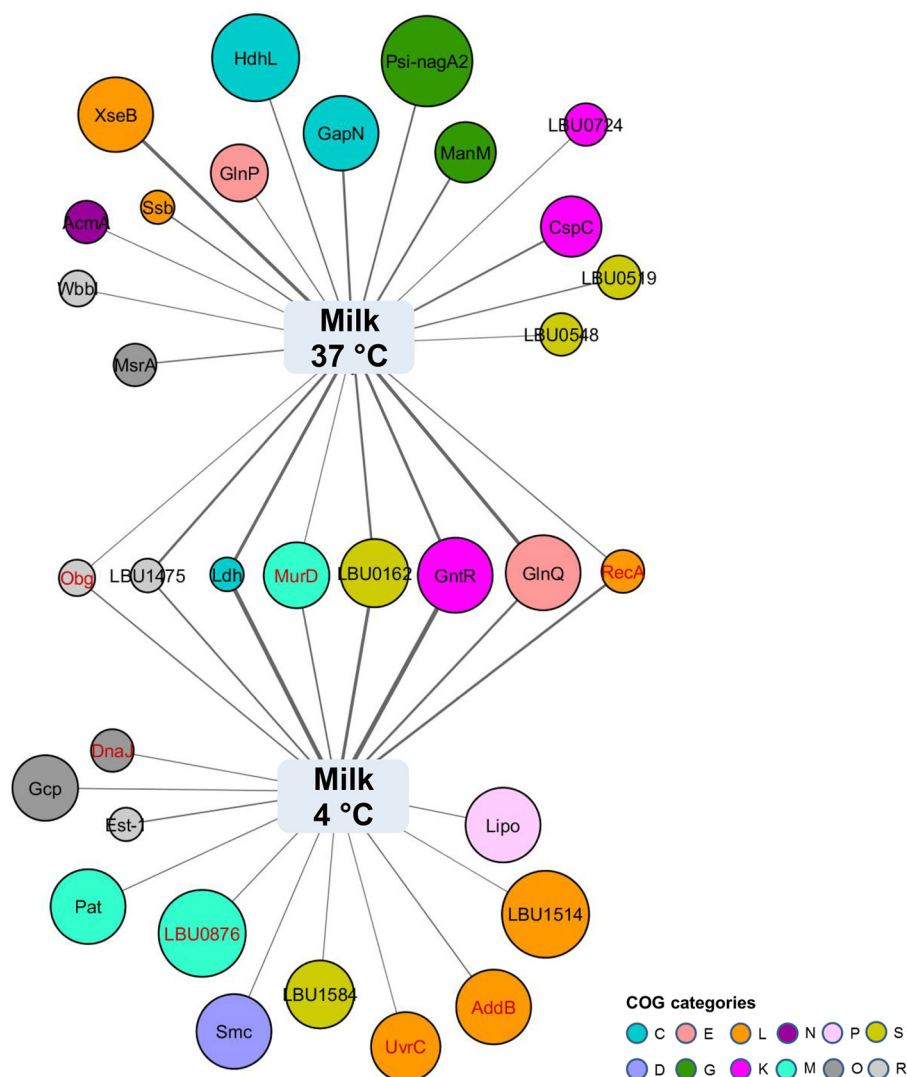 HdhL
Psi-nagA2
XseB
GapN
LBU0724
ManM
GlnP
Ssb
AcmA
CspC
LBU0519
WbbI
LBU0548
MsrA
Milk
37 °C
Obg
LBU1475
Ldh
MurD
LBU0162
GntR
GlnQ
RecA
DnaJ
Gcp
Est-1
Milk
4 °C
Lipo
Pat
LBU0876
LBU1514
LBU1584
Smc
UvrC
AddB
COG categories
C E L N P S
D G K M O R